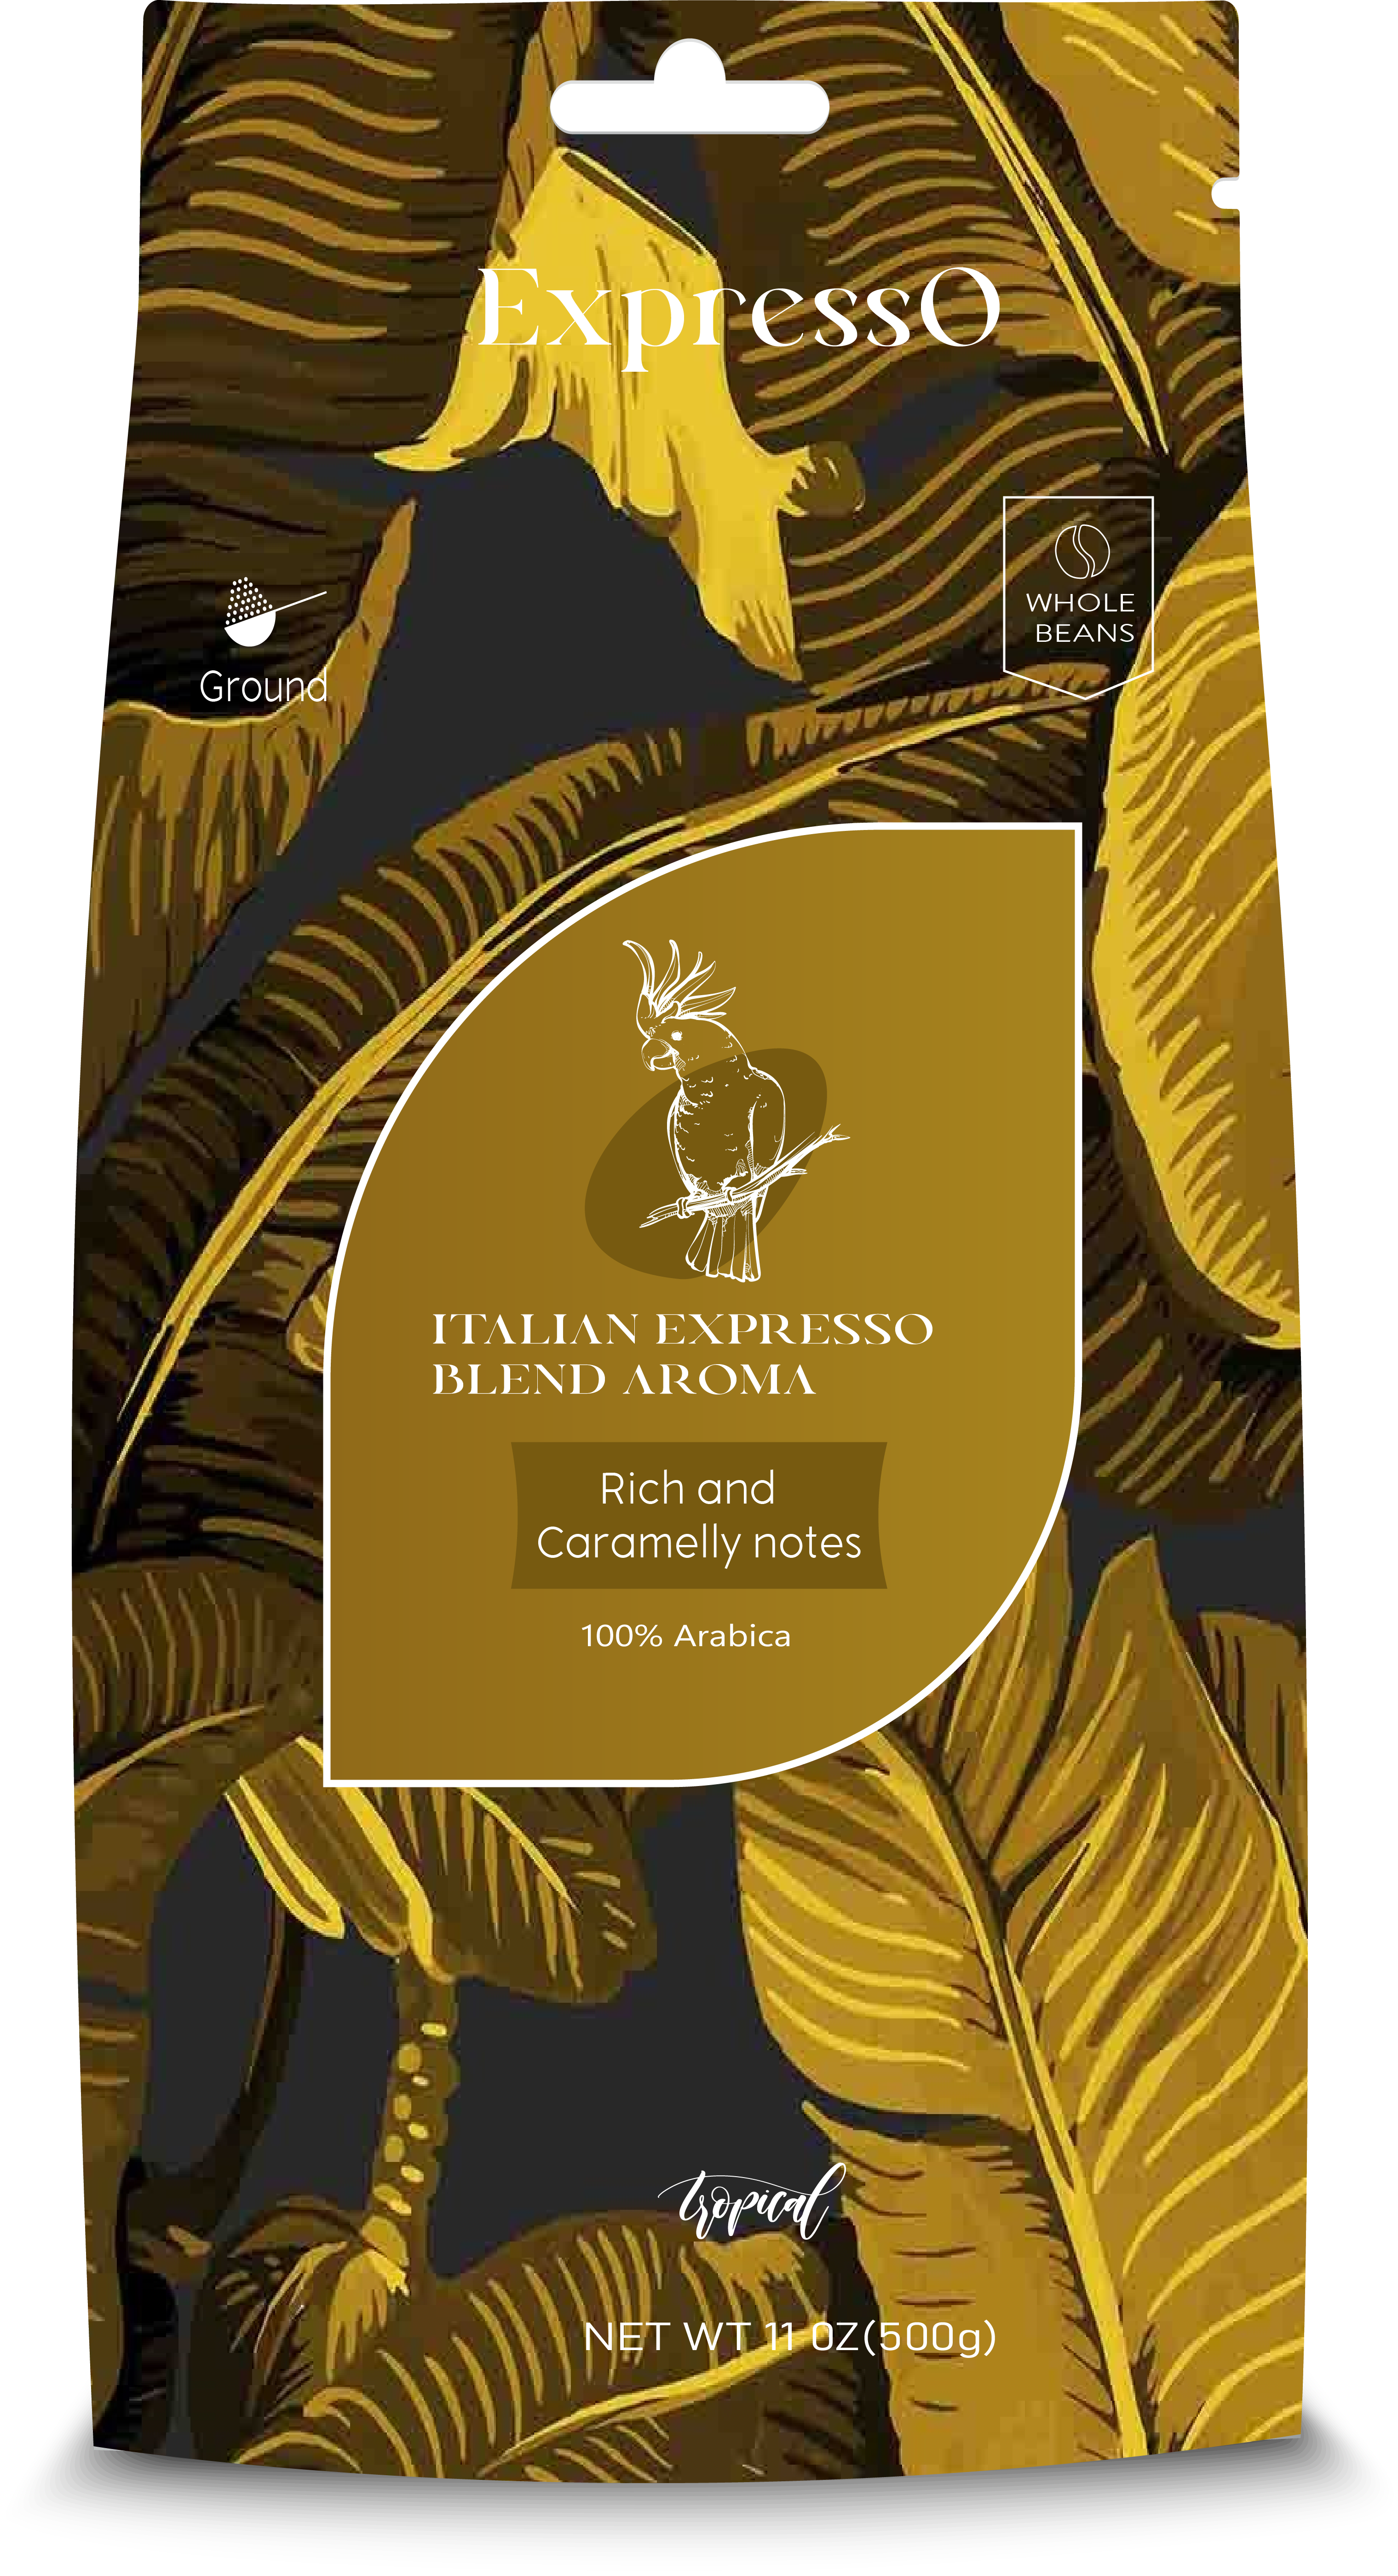 ExpressO
WHOLE
BEANS
Ground
ITALIAN EXPRESSO
BLEND AROMA
Rich and
Caramelly notes
100% Arabica
tropical
NET WT 11 OZ(500g)